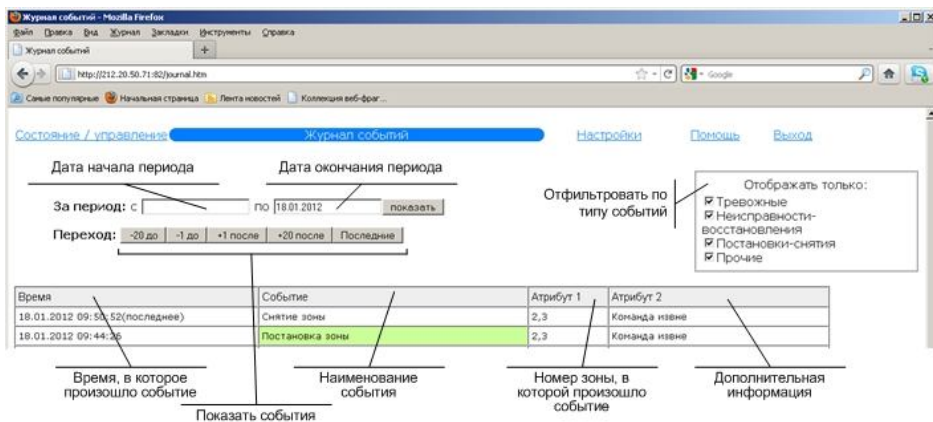 Журнал событий - Mozilla Firefox
Файл Правка Вид Журнал Закладки Инструменты Справка
Журнал событий +
http://212.20.50.71:82/journal.htm Google
Самые популярные Начальная страница Лента новостей Коллекция веб-фраг...
Состояние / управление Журнал событий Настройки Помощь Выход
Дата начала периода Дата окончания периода
За период: с по 18.01.2012 показать
Переход: -20 до -1 до +1 после +20 после Последние
Отфильтровать по
типу событий
Отображать только:
Тревожные
Неисправности-
восстановления
Постановки-снятия
Прочие
Время Событие Атрибут 1 Атрибут 2
18.01.2012 09:50:52(последнее) Снятие зоны 2,3 Команда извне
18.01.2012 09:44:26 Постановка зоны 2,3 Команда извне
Время, в которое
произошло событие
Показать события
Наименование
события
Номер зоны, в
которой произошло
событие
Дополнительная
информация